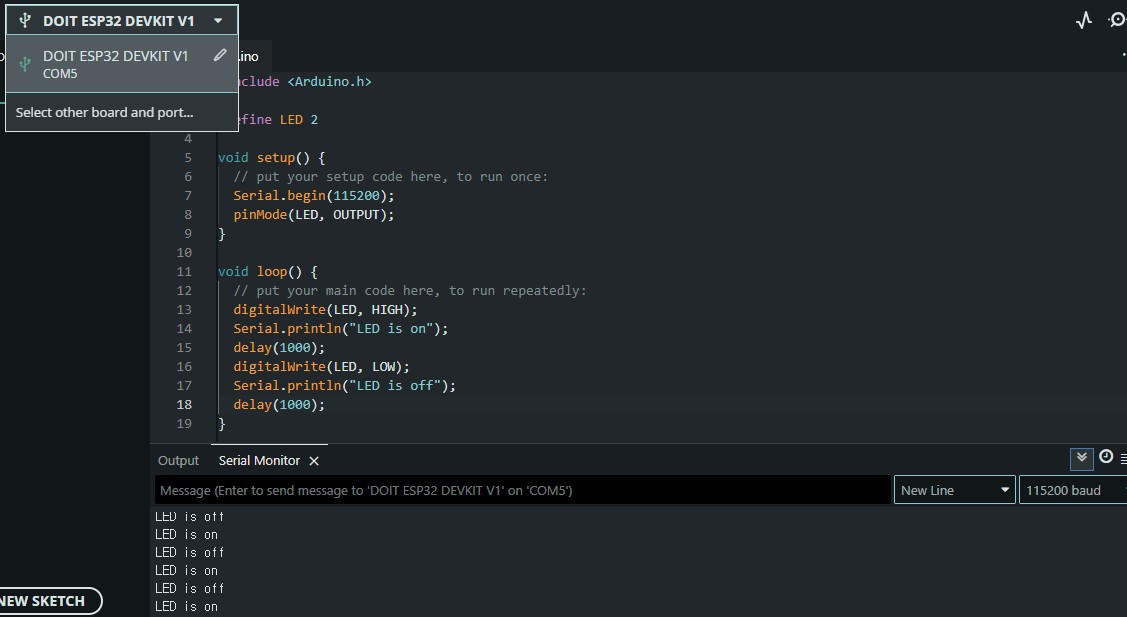 DOIT ESP32 DEVKIT V1
DOIT ESP32 DEVKIT V1
COM5
Select other board and port...
.ino
clude <Arduino.h>
efine LED 2
4
5 void setup() {
6 // put your setup code here, to run once:
7 Serial.begin(115200);
8 pinMode(LED, OUTPUT);
9 }
10
11 void loop() {
12 // put your main code here, to run repeatedly:
13 digitalWrite(LED, HIGH);
14 Serial.println("LED is on");
15 delay(1000);
16 digitalWrite(LED, LOW);
17 Serial.println("LED is off");
18 delay(1000);
19 }
Output Serial Monitor
Message (Enter to send message to 'DOIT ESP32 DEVKIT V1' on 'COM5')
New Line
115200 baud
LED is off
LED is on
LED is off
LED is on
LED is off
LED is on
NEW SKETCH